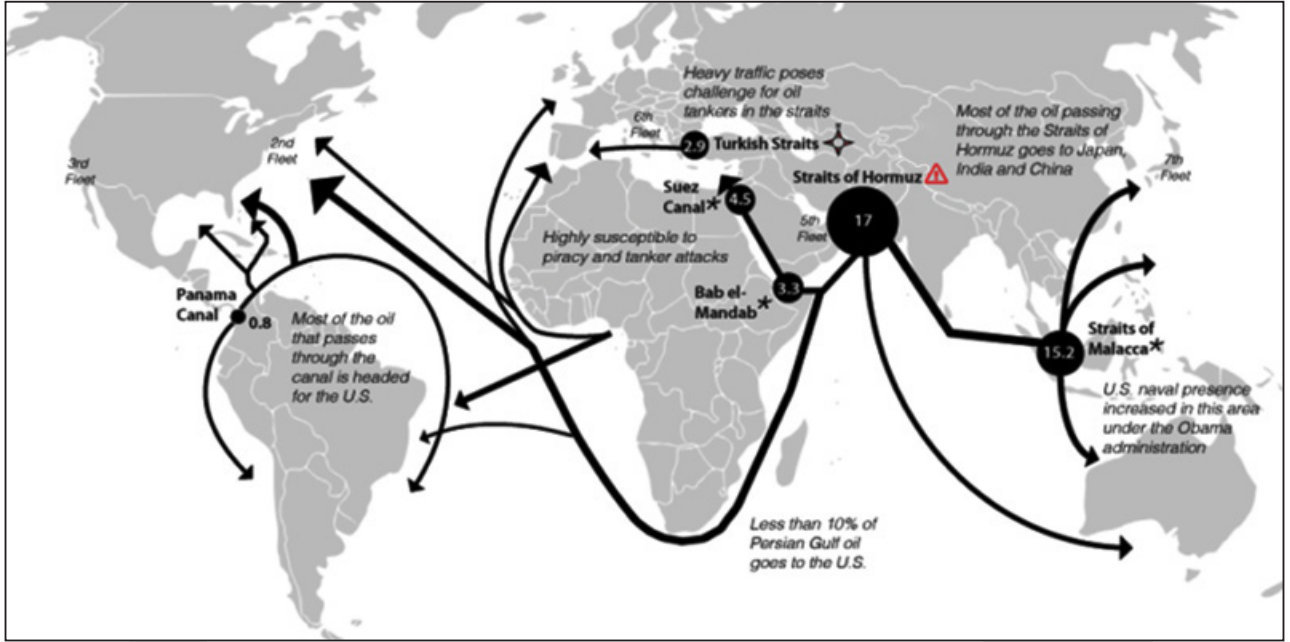 Heavy traffic poses
challenge for oil
tankers in the straits
6th
Fleet
2.9
Turkish Straits
Most of the oil passing
through the Straits of
Hormuz goes to Japan,
India and China
2nd
Fleet
3rd
Fleet
7th
Fleet
Straits of Hormuz
Suez
Canal*
4.5
5th
Fleet
17
Highly susceptible to
piracy and tanker attacks
Bab el-
Mandab*
3.3
Panama
Canal
0.8
Most of the oil
that passes
through the
canal is headed
for the U.S.
Straits of
Malacca*
15.2
U.S. naval presence
increased in this area
under the Obama
administration
Less than 10% of
Persian Gulf oil
goes to the U.S.